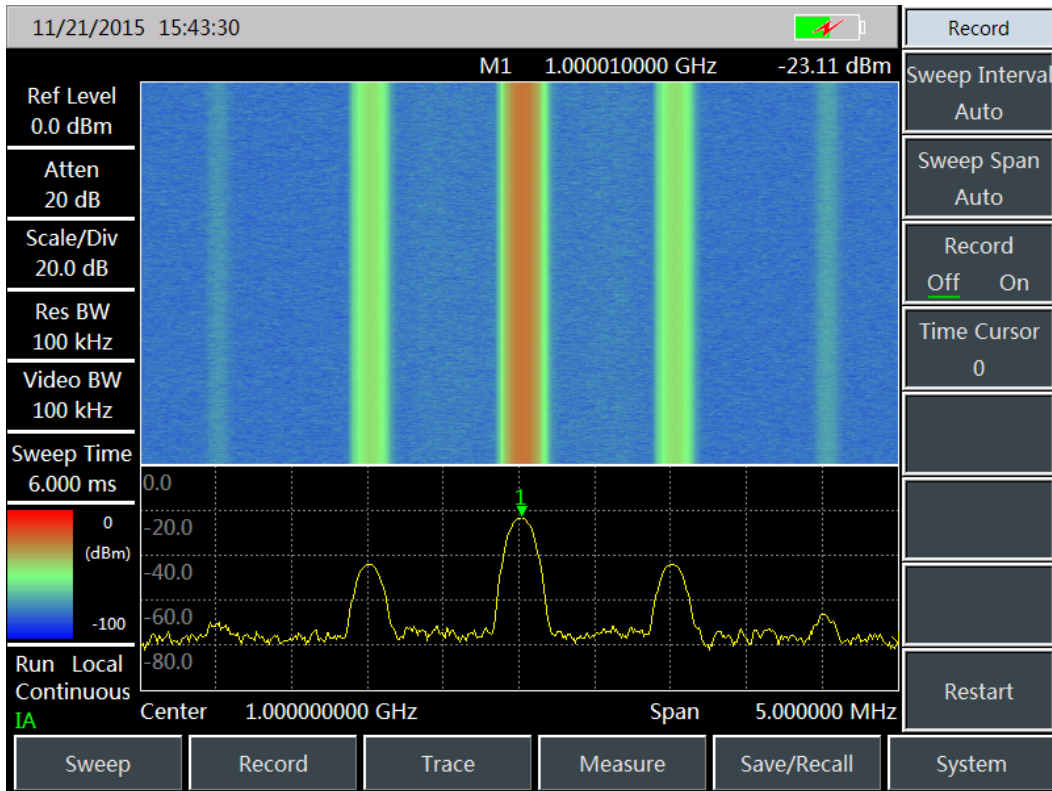 11/21/2015 15:43:30
M1 1.000010000 GHz -23.11 dBm
Ref Level
0.0 dBm
Atten
20 dB
Scale/Div
20.0 dB
Res BW
100 kHz
Video BW
100 kHz
Sweep Time
6.000 ms
0
(dBm)
-100
Run Local
Continuous
IA
0.0
-20.0
-40.0
-60.0
-80.0
1
Center 1.000000000 GHz Span 5.000000 MHz
Record
Sweep Interval
Auto
Sweep Span
Auto
Record
Off On
Time Cursor
0
Restart
Sweep Record Trace Measure Save/Recall System